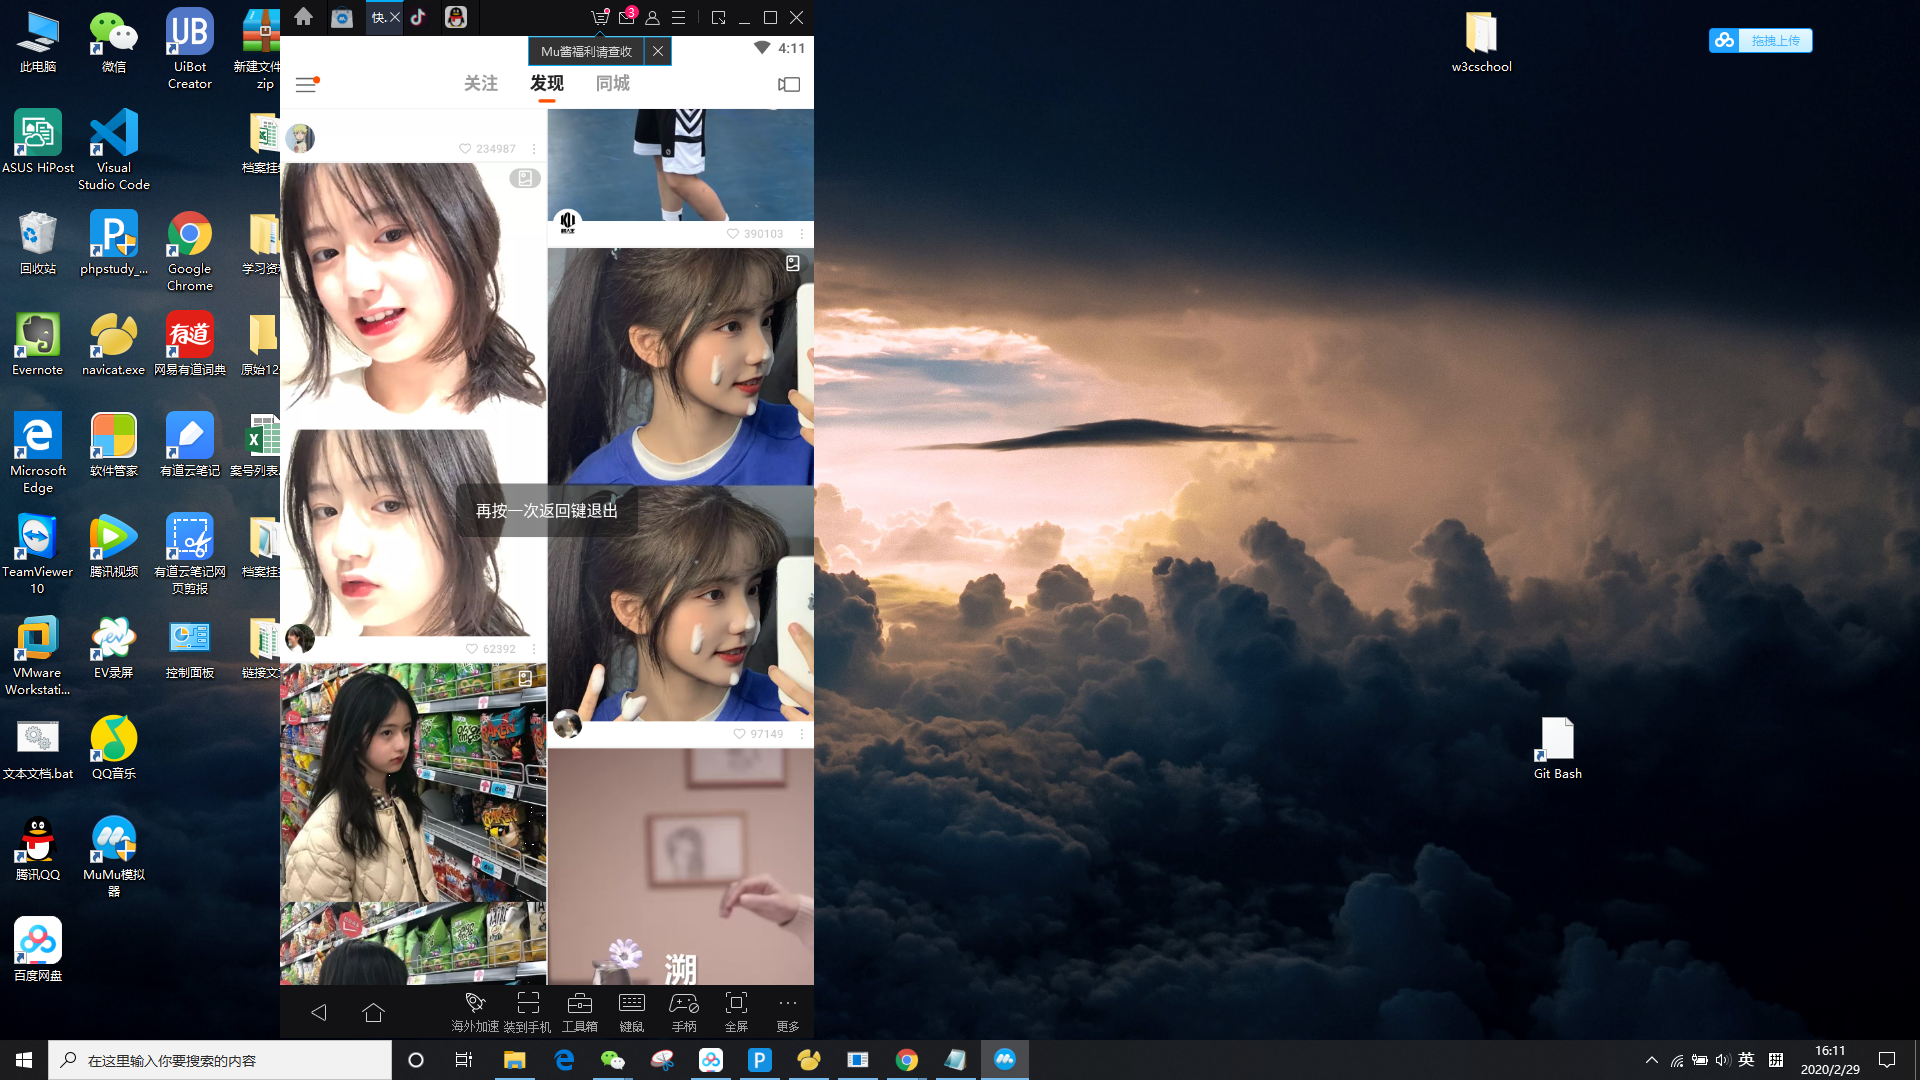 快.
3
Mu酱福利请查收
4:11
关注
发现
同城
234987
390103
再按一次返回键退出
62392
97149
溯
海外加速
装到手机
工具箱
键鼠
手柄
全屏
更多
此电脑
微信
UiBot
Creator
新建文件
zip
ASUS HiPost
Visual
Studio Code
档案挂
回收站
phpstudy_...
Google
Chrome
学习资
Evernote
navicat.exe
网易有道词典
原始12
Microsoft
Edge
软件管家
有道云笔记
案号列表
TeamViewer
10
腾讯视频
有道云笔记网
页剪报
档案挂
VMware
Workstati...
EV录屏
控制面板
链接文
文本文档.bat
QQ音乐
腾讯QQ
MuMu模拟
器
百度网盘
w3cschool
拖拽上传
Git Bash
在这里输入你要搜索的内容
英
拼
16:11
2020/2/29